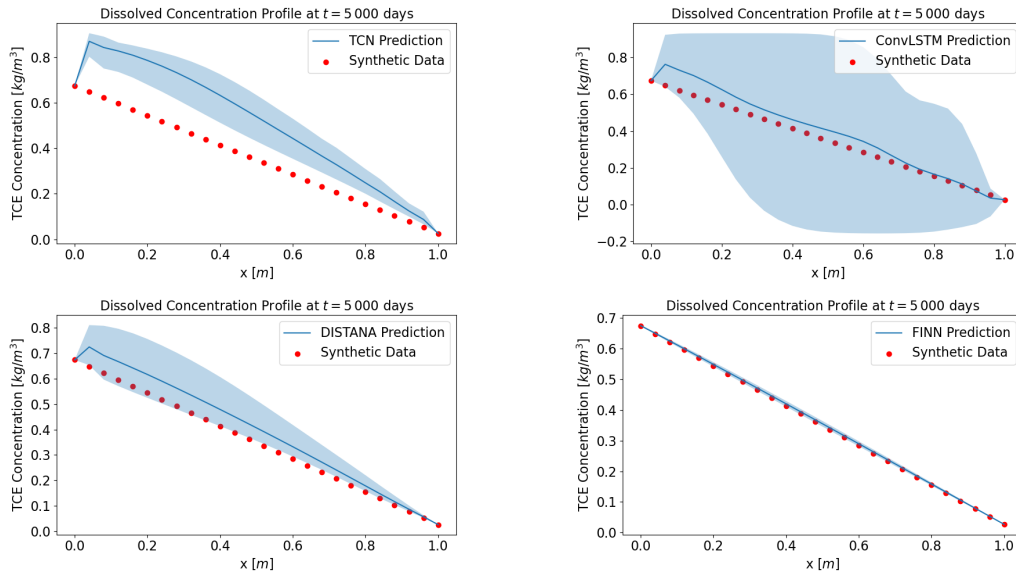 Dissolved Concentration Profile at t = 5 000 days
TCE Concentration [kg/m³]
0.8
0.6
0.4
0.2
0.0
TCN Prediction
Synthetic Data
0.0 0.2 0.4 0.6 0.8 1.0
x [m]
Dissolved Concentration Profile at t = 5 000 days
TCE Concentration [kg/m³]
0.8
0.6
0.4
0.2
0.0
−0.2
ConvLSTM Prediction
Synthetic Data
0.0 0.2 0.4 0.6 0.8 1.0
x [m]
Dissolved Concentration Profile at t = 5 000 days
TCE Concentration [kg/m³]
0.8
0.7
0.6
0.5
0.4
0.3
0.2
0.1
0.0
DISTANA Prediction
Synthetic Data
0.0 0.2 0.4 0.6 0.8 1.0
x [m]
Dissolved Concentration Profile at t = 5 000 days
TCE Concentration [kg/m³]
0.7
0.6
0.5
0.4
0.3
0.2
0.1
0.0
FINN Prediction
Synthetic Data
0.0 0.2 0.4 0.6 0.8 1.0
x [m]